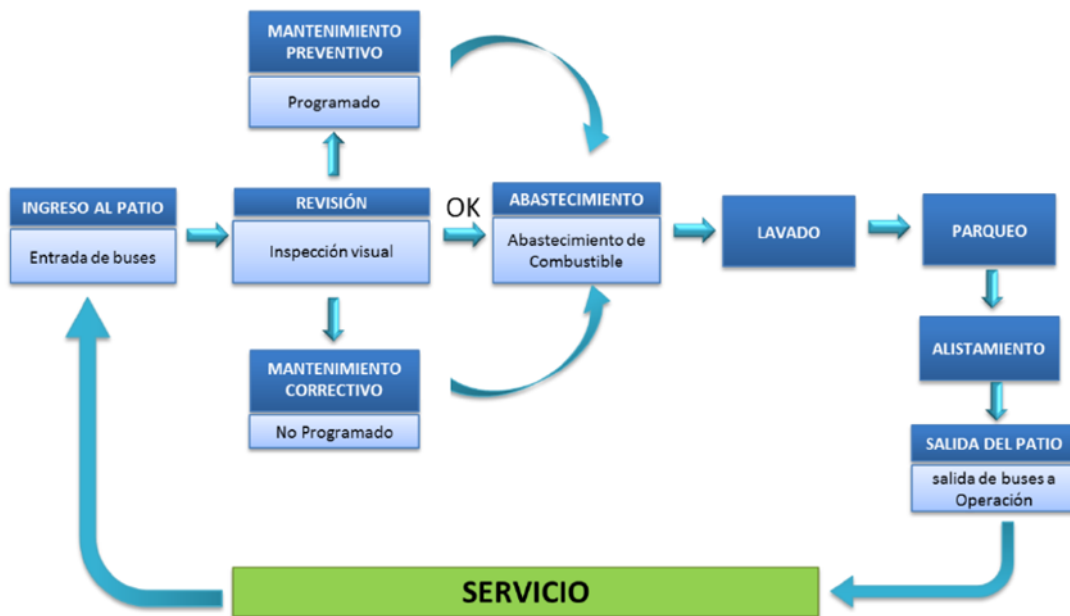 MANTENIMIENTO
PREVENTIVO
Programado
INGRESO AL PATIO
Entrada de buses
REVISIÓN
Inspección visual
OK
ABASTECIMIENTO
Abastecimiento de
Combustible
LAVADO
PARQUEO
MANTENIMIENTO
CORRECTIVO
No Programado
ALISTAMIENTO
SALIDA DEL PATIO
salida de buses a
Operación
SERVICIO